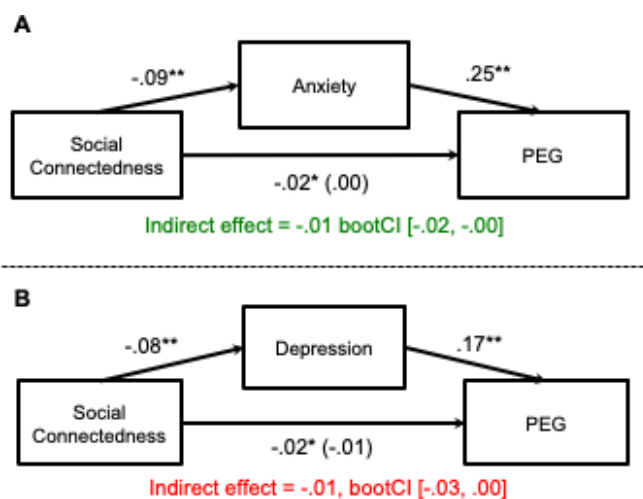 A
-.09**
Anxiety
.25**
Social
Connectedness
PEG
-.02* (.00)
Indirect effect = -.01 bootCI [-.02, -.00]
B
-.08**
Depression
.17**
Social
Connectedness
PEG
-.02* (-.01)
Indirect effect = -.01, bootCI [-.03, .00]